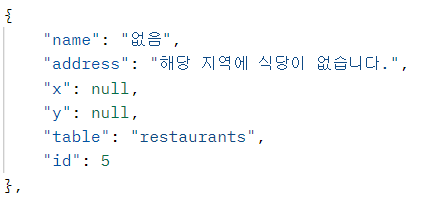 {
"name": "없음",
"address": "해당 지역에 식당이 없습니다.",
"x": null,
"y": null,
"table": "restaurants",
"id": 5
},